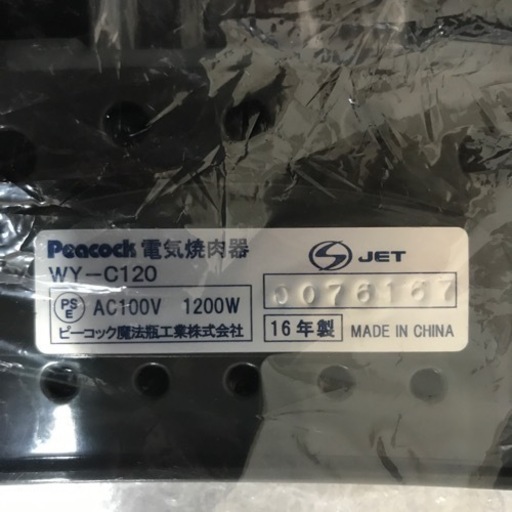 Peacock 電気焼肉器
WY-C120
PSE AC100V 1200W
ピーコック魔法瓶工業株式会社
S JET
0076167
16年製 MADE IN CHINA